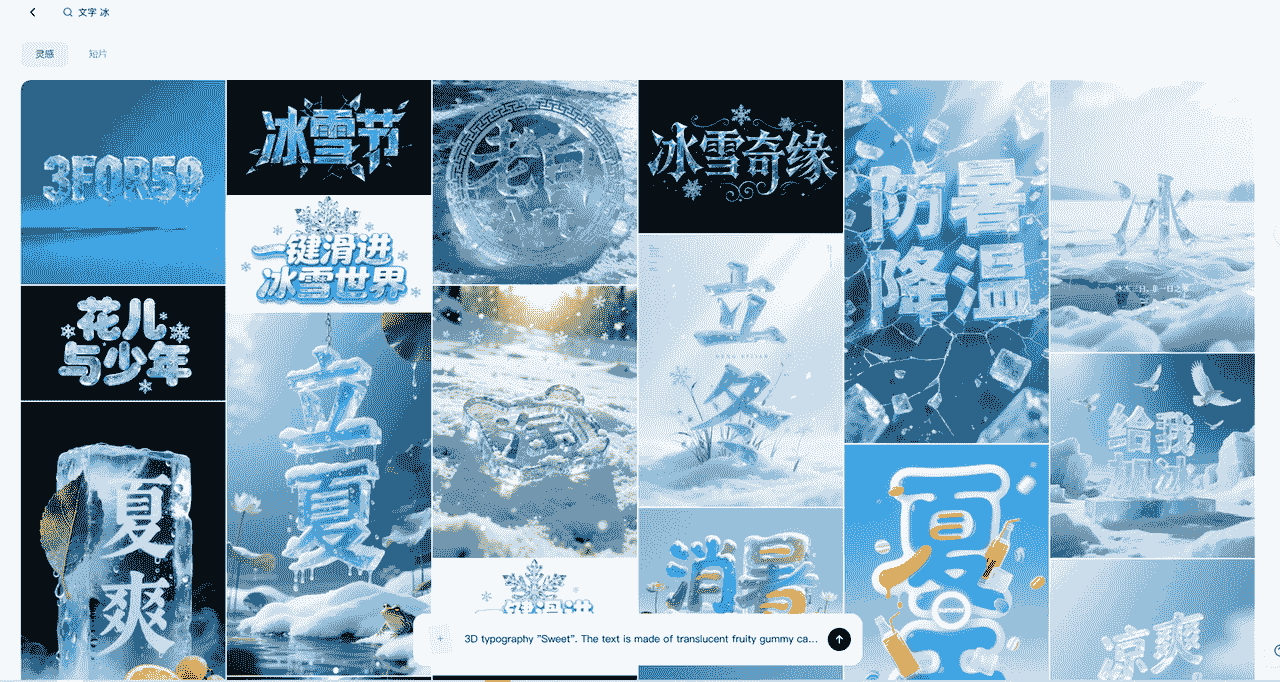 文字 冰
灵感
短片
3EOR59
花儿
与少年
夏
爽
冰雪节
一键滑进
冰雪世界
立
夏
冰雪奇缘
立
冬
消暑
防暑
降温
夏
冰
给我
加冰
凉爽
3D typography "Sweet". The text is made of translucent fruity gummy ca...